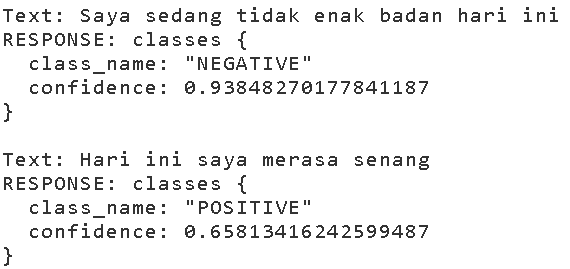 Text: Saya sedang tidak enak badan hari ini
RESPONSE: classes {
  class_name: "NEGATIVE"
  confidence: 0.93848270177841187
}

Text: Hari ini saya merasa senang
RESPONSE: classes {
  class_name: "POSITIVE"
  confidence: 0.65813416242599487
}